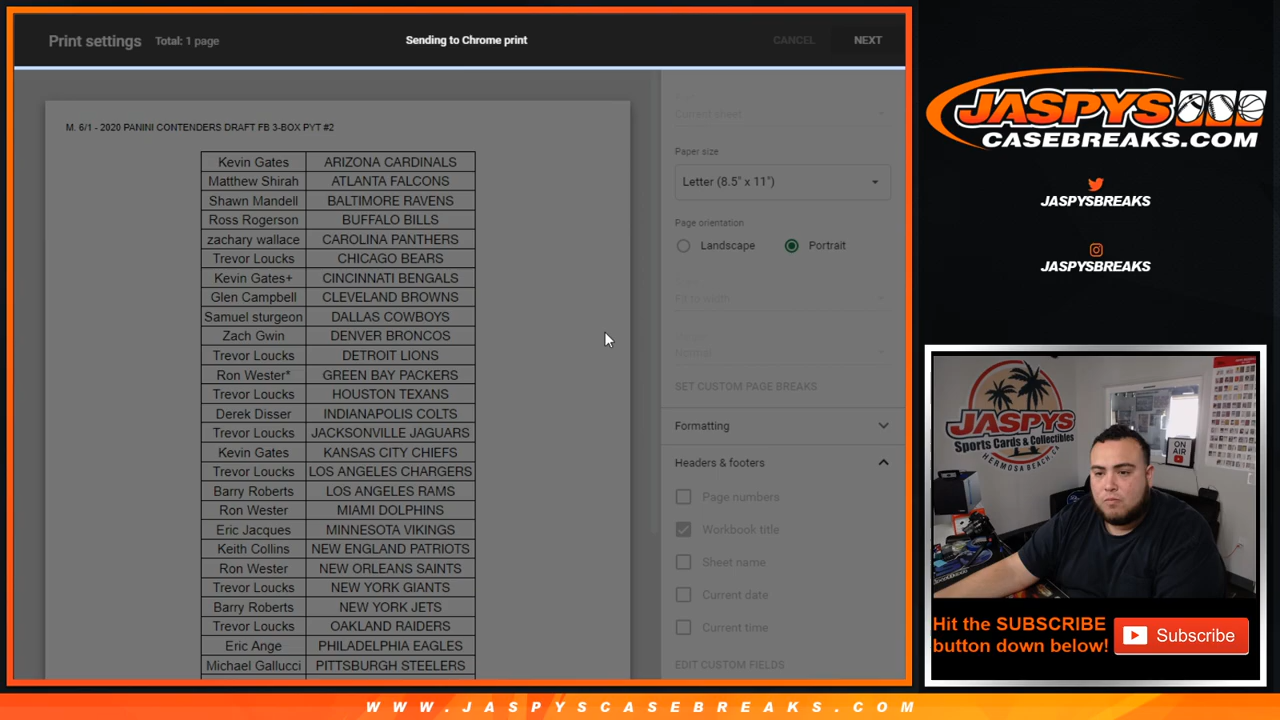 Print settings Total: 1 page Sending to Chrome print CANCEL NEXT
M. 6/1 - 2020 PANINI CONTENDERS DRAFT FB 3-BOX PYT #2
Kevin Gates ARIZONA CARDINALS
Matthew Shirah ATLANTA FALCONS
Shawn Mandell BALTIMORE RAVENS
Ross Rogerson BUFFALO BILLS
zachary wallace CAROLINA PANTHERS
Trevor Loucks CHICAGO BEARS
Kevin Gates+ CINCINNATI BENGALS
Glen Campbell CLEVELAND BROWNS
Samuel sturgeon DALLAS COWBOYS
Zach Gwin DENVER BRONCOS
Trevor Loucks DETROIT LIONS
Ron Wester* GREEN BAY PACKERS
Trevor Loucks HOUSTON TEXANS
Derek Disser INDIANAPOLIS COLTS
Trevor Loucks JACKSONVILLE JAGUARS
Kevin Gates KANSAS CITY CHIEFS
Trevor Loucks LOS ANGELES CHARGERS
Barry Roberts LOS ANGELES RAMS
Ron Wester MIAMI DOLPHINS
Eric Jacques MINNESOTA VIKINGS
Keith Collins NEW ENGLAND PATRIOTS
Ron Wester NEW ORLEANS SAINTS
Trevor Loucks NEW YORK GIANTS
Barry Roberts NEW YORK JETS
Trevor Loucks OAKLAND RAIDERS
Eric Ange PHILADELPHIA EAGLES
Michael Gallucci PITTSBURGH STEELERS
Current sheet
Paper size
Letter (8.5" x 11")
Page orientation
Landscape Portrait
Fit to width
Normal
SET CUSTOM PAGE BREAKS
Formatting
Headers & footers
Page numbers
Workbook title
Sheet name
Current date
Current time
EDIT CUSTOM FIELDS
JASPYS
CASEBREAKS.COM
JASPYSBREAKS
JASPYSBREAKS
JASPYS
Sports Cards & Collectibles
HERMOSA BEACH, CA
ON AIR
Hit the SUBSCRIBE
button down below!
Subscribe
WWW.JASPYSCASEBREAKS.COM